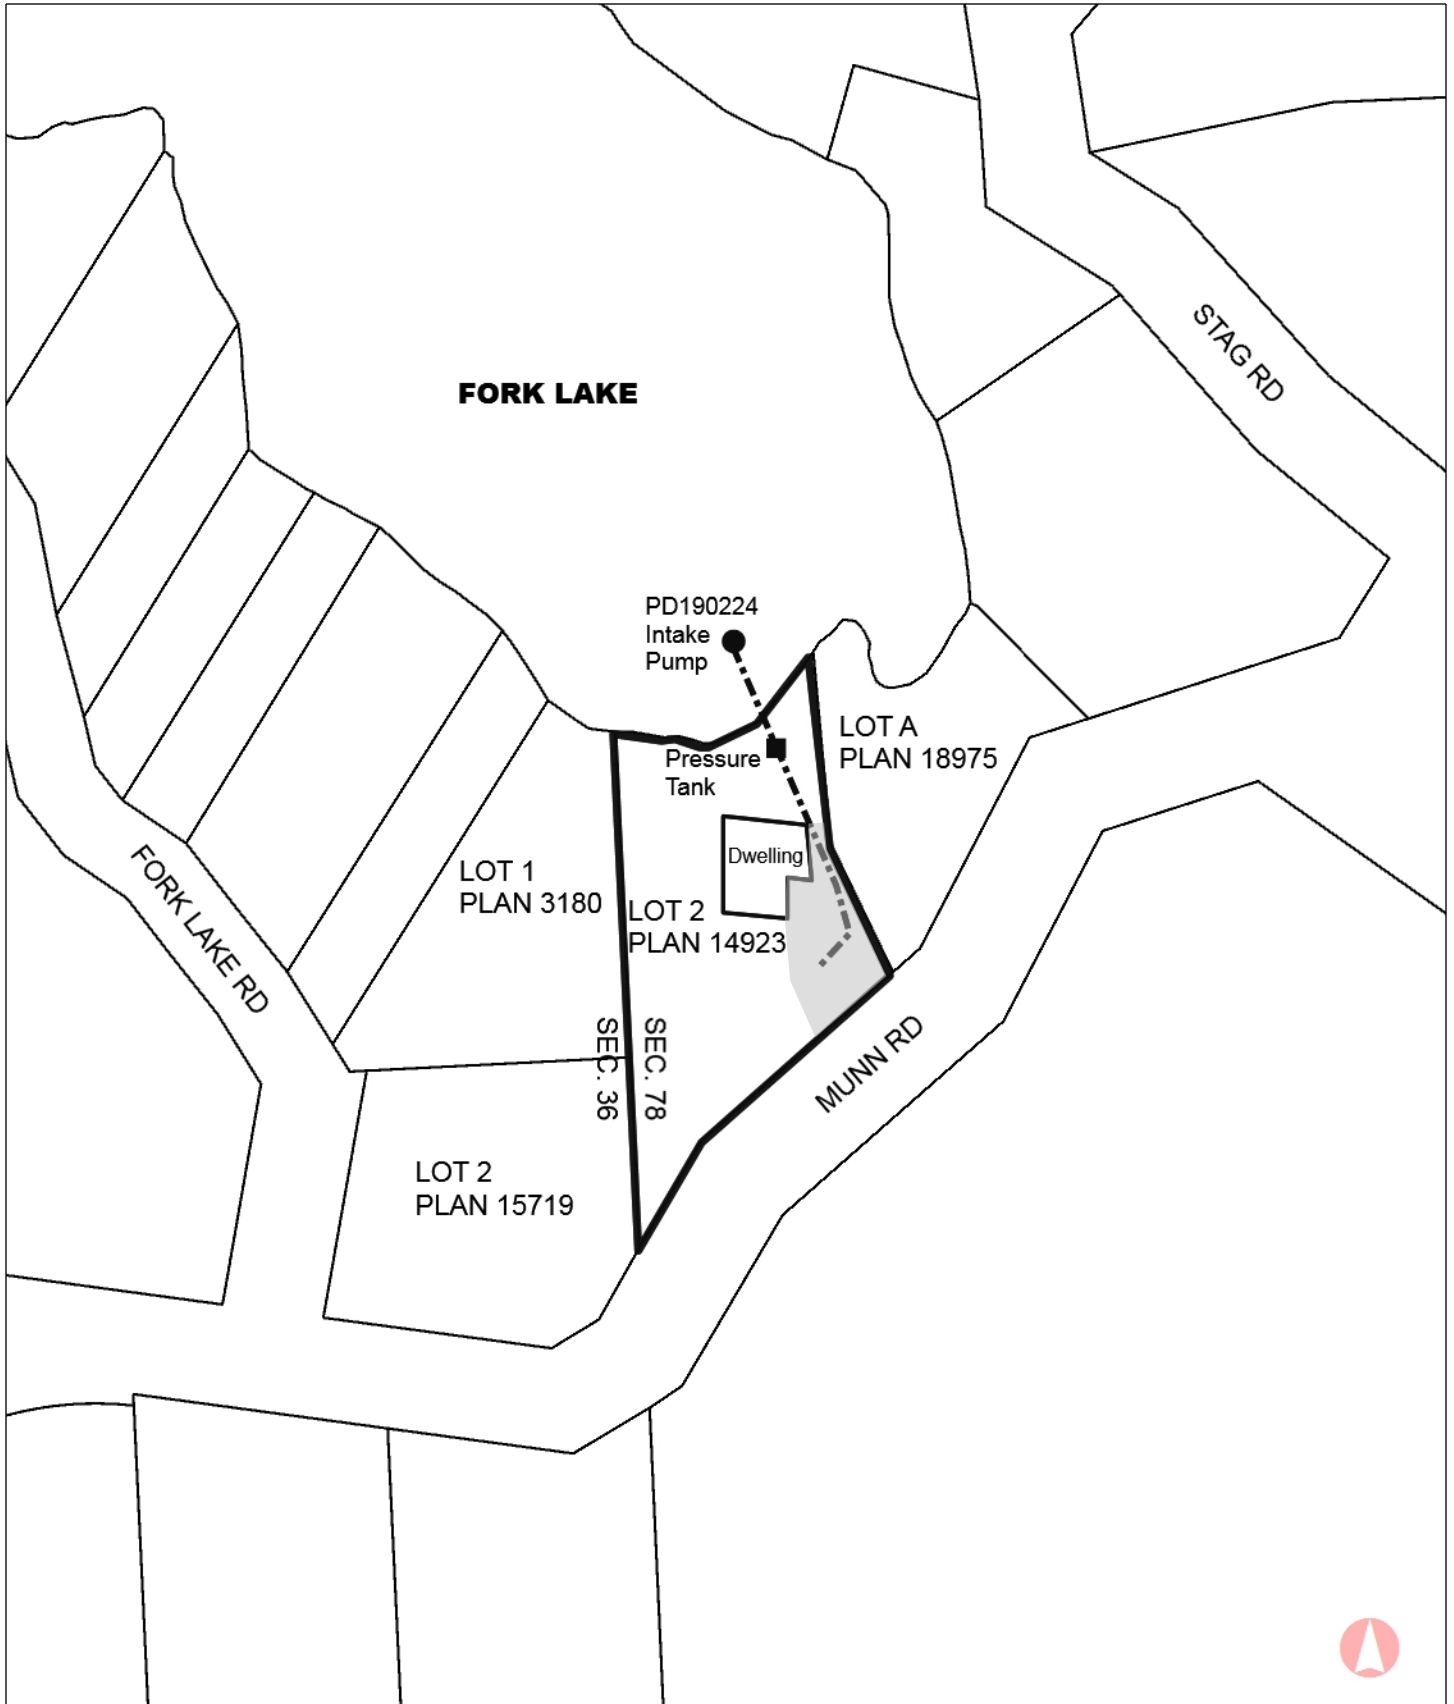 STAG RD
FORK LAKE
PD190224
Intake
Pump
LOT A
PLAN 18975
Pressure
Tank
Dwelling
LOT 1
PLAN 3180
LOT 2
PLAN 14923
FORK LAKE RD
SEC. 36
SEC. 78
MUNN RD
LOT 2
PLAN 15719